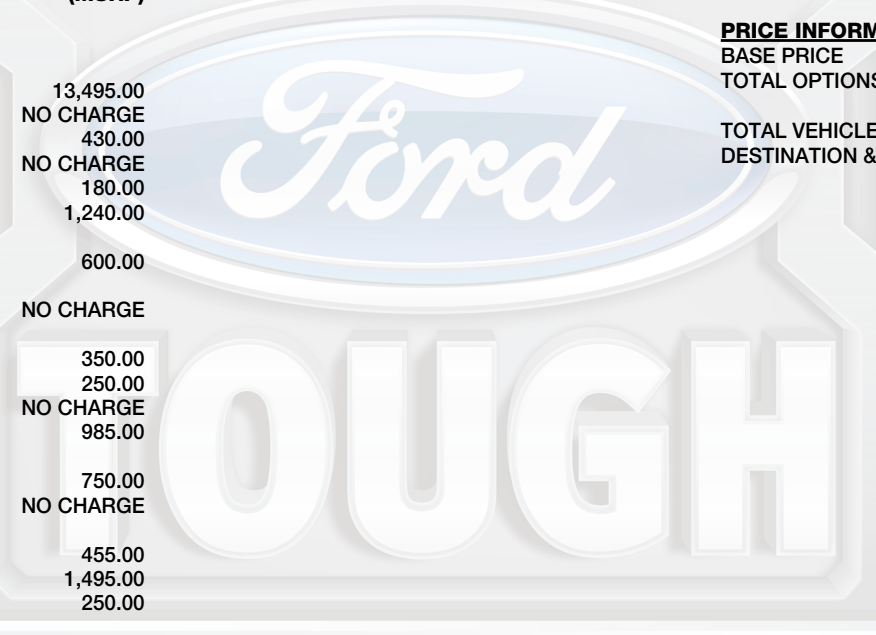 13,495.00
NO CHARGE
430.00
NO CHARGE
180.00
1,240.00
600.00
NO CHARGE
350.00
250.00
NO CHARGE
985.00
750.00
NO CHARGE
455.00
1,495.00
250.00
PRICE INFORM
BASE PRICE
TOTAL OPTIONS
TOTAL VEHICLE
DESTINATION &
Ford
TOUGH